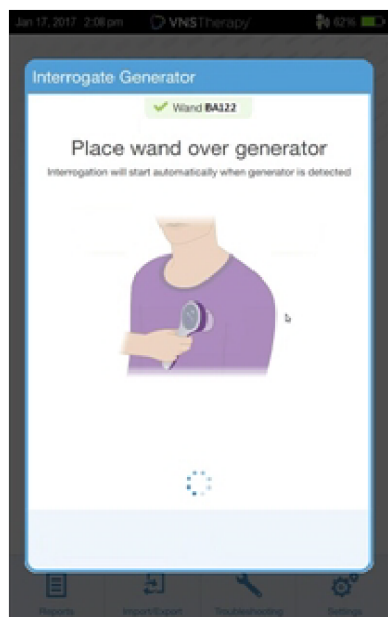 Jan 17, 2017 2:08 pm VNSTherapy 62%
Interrogate Generator
Wand BA122
Place wand over generator
Interrogation will start automatically when generator is detected
Reports Import/Export Troubleshooting Settings